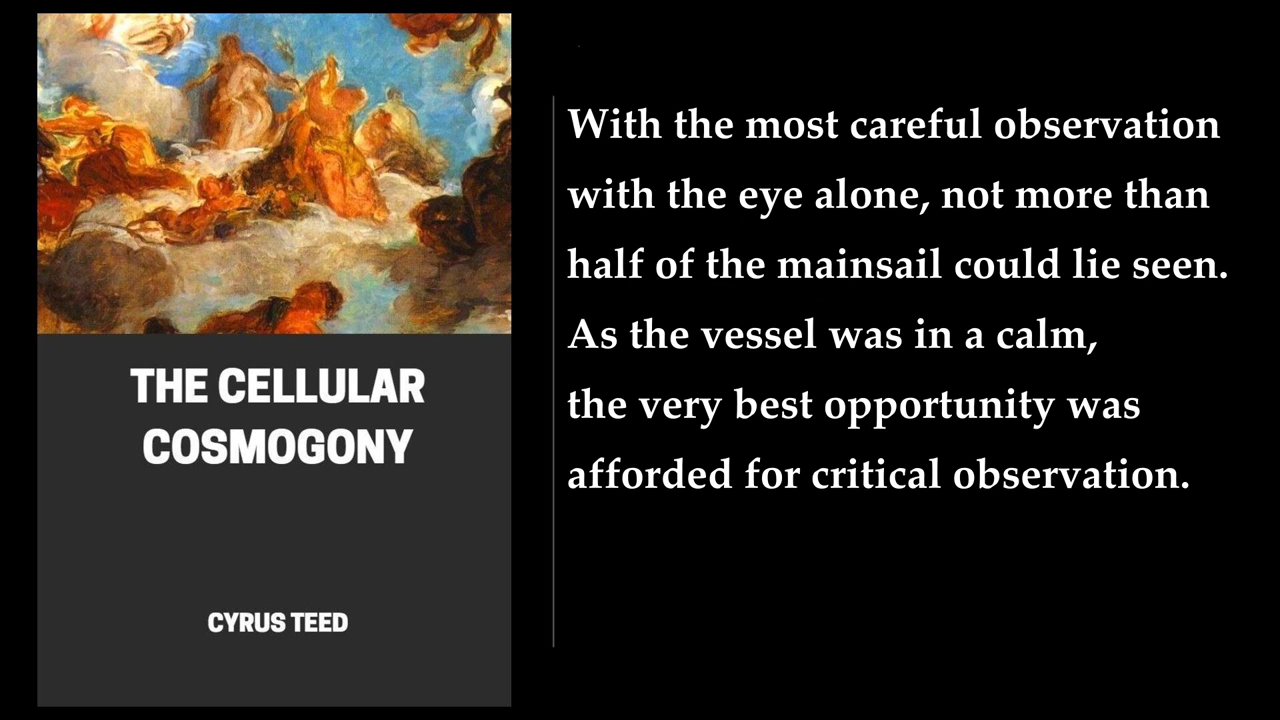 THE CELLULAR
COSMOGONY
CYRUS TEED
With the most careful observation
with the eye alone, not more than
half of the mainsail could lie seen.
As the vessel was in a calm,
the very best opportunity was
afforded for critical observation.